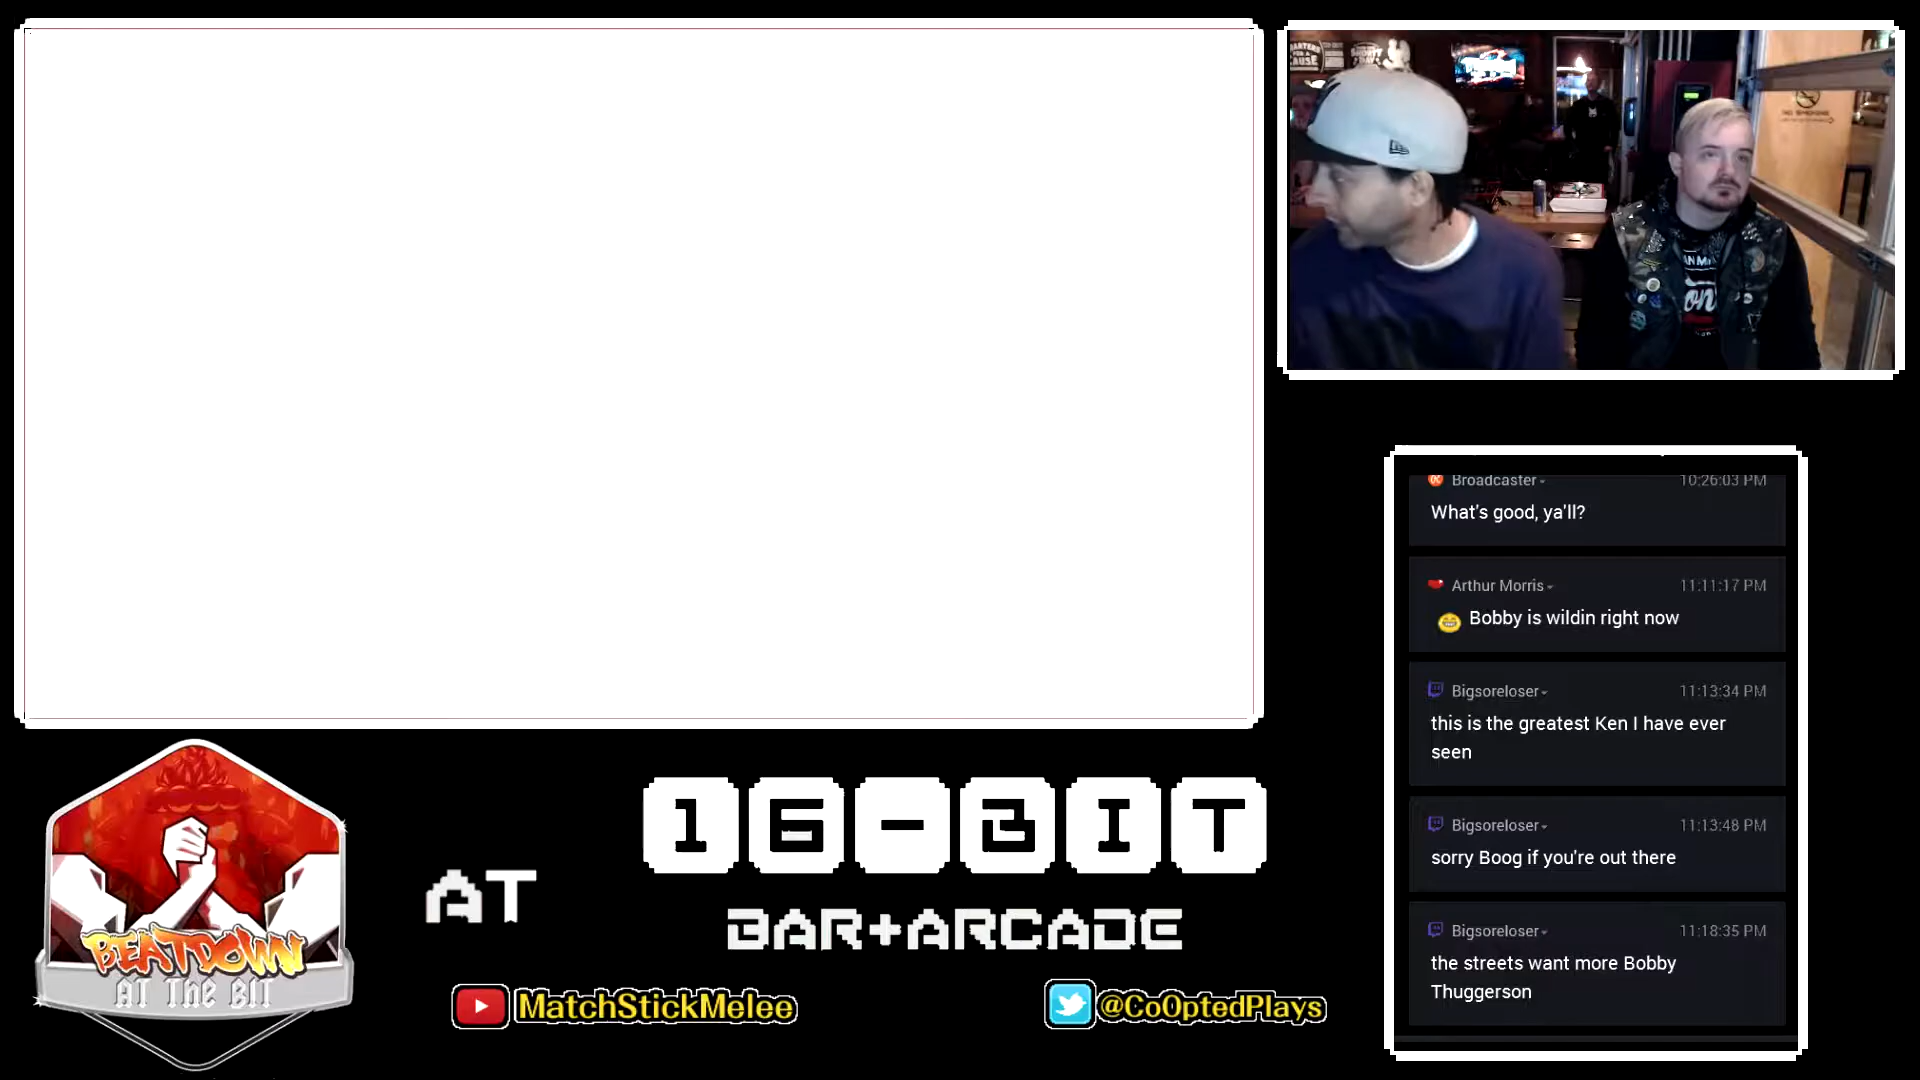 CAUSE
NO SMOKING
Broadcaster
10:26:03 PM
What's good, ya'll?
Arthur Morris
11:11:17 PM
Bobby is wildin right now
Bigsoreloser
11:13:34 PM
this is the greatest Ken I have ever
seen
Bigsoreloser
11:13:48 PM
sorry Boog if you're out there
Bigsoreloser
11:18:35 PM
the streets want more Bobby
Thuggerson
BEATDOWN
AT The BIT
AT
16-BIT
BAR+ARCADE
MatchStickMelee
@CoOptedPlays